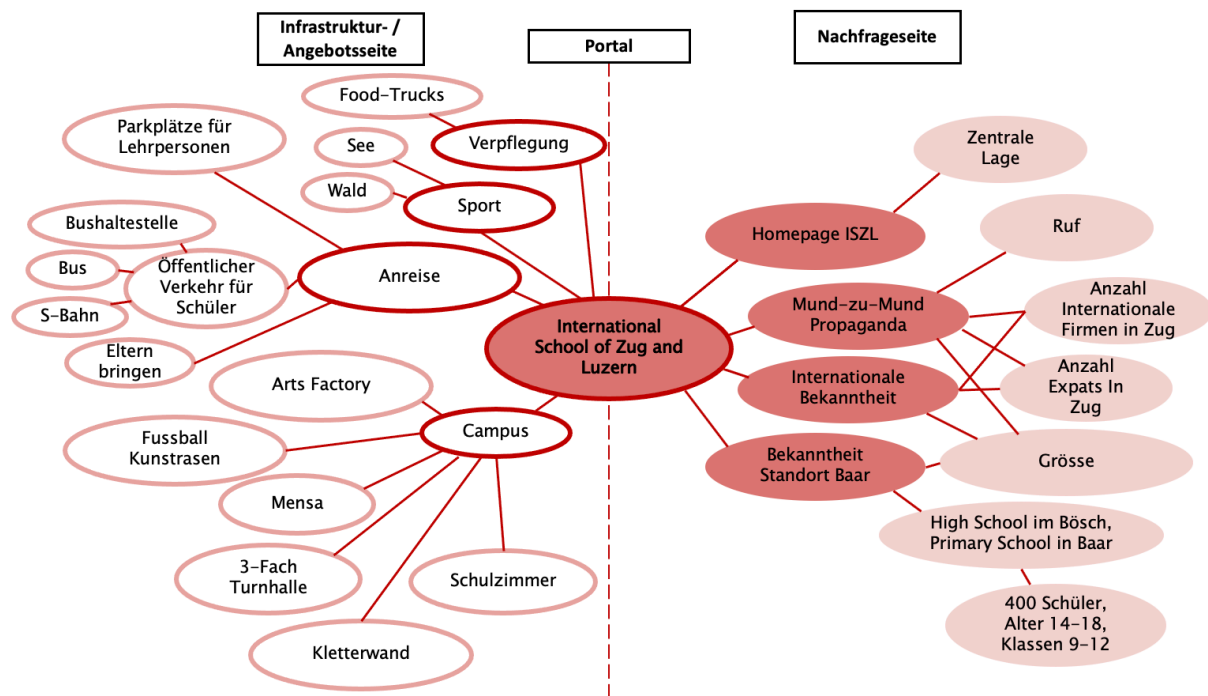 Infrastruktur- /
Angebotsseite
Portal
Nachfrageseite
Food-Trucks
Parkplätze für
Lehrpersonen
See
Verpflegung
Wald
Sport
Bushaltestelle
Bus
Öffentlicher
Verkehr für
Schüler
S-Bahn
Anreise
Eltern
bringen
International
School of Zug and
Luzern
Arts Factory
Campus
Fussball
Kunstrasen
Mensa
3-Fach
Turnhalle
Schulzimmer
Kletterwand
Zentrale
Lage
Homepage ISZL
Ruf
Mund-zu-Mund
Propaganda
Anzahl
Internationale
Firmen in Zug
Internationale
Bekanntheit
Anzahl
Expats In
Zug
Bekanntheit
Standort Baar
Grösse
High School im Bösch,
Primary School in Baar
400 Schüler,
Alter 14-18,
Klassen 9-12